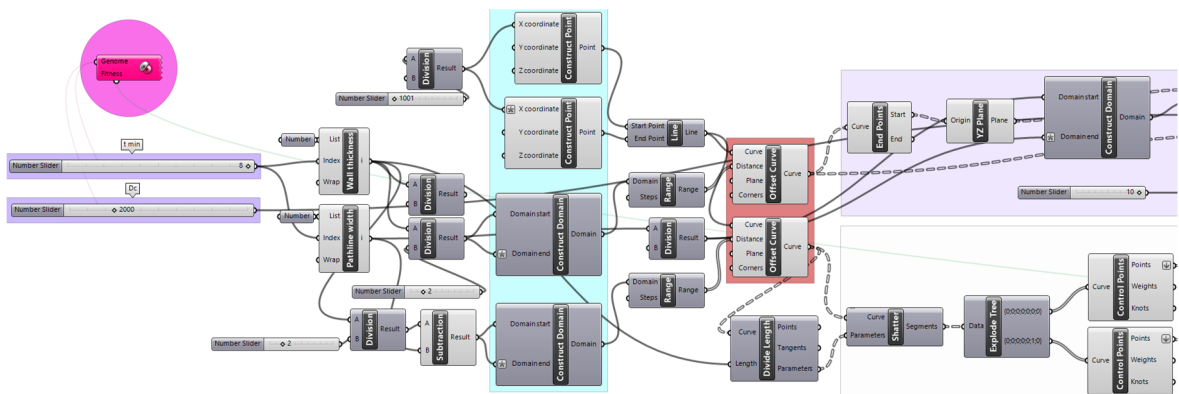 Genome
Fitness
t min
Number Slider 5
Dc
Number Slider 2000
Number
List
Index
Wrap
Wall thickness
i
Number
List
Index
Wrap
Pathline width
i
A
B
Division
Result
Number Slider 1001
A
B
Division
Result
A
B
Division
Result
Number Slider 2
Number Slider 2
A
B
Division
Result
A
B
Subtraction
Result
X coordinate
Y coordinate
Z coordinate
Construct Point
Point
X coordinate
Y coordinate
Z coordinate
Construct Point
Point
Domain start
Domain end
Construct Domain
Domain
Domain start
Domain end
Construct Domain
Domain
Start Point
End Point
Line
Line
Domain
Steps
Range
Range
A
B
Division
Result
Domain
Steps
Range
Range
Curve
Distance
Plane
Corners
Offset Curve
Curve
Curve
Distance
Plane
Corners
Offset Curve
Curve
Curve
Length
Divide Length
Points
Tangents
Parameters
Curve
End Points
Start
End
Origin
YZ Plane
Plane
Domain start
Domain end
Construct Domain
Domain
Number Slider 10
Curve
Parameters
Shatter
Segments
Data
Explode Tree
{0;0;0;0;0;0}
{0;0;0;0;1;0}
Curve
Control Points
Points
Weights
Knots
Curve
Control Points
Points
Weights
Knots